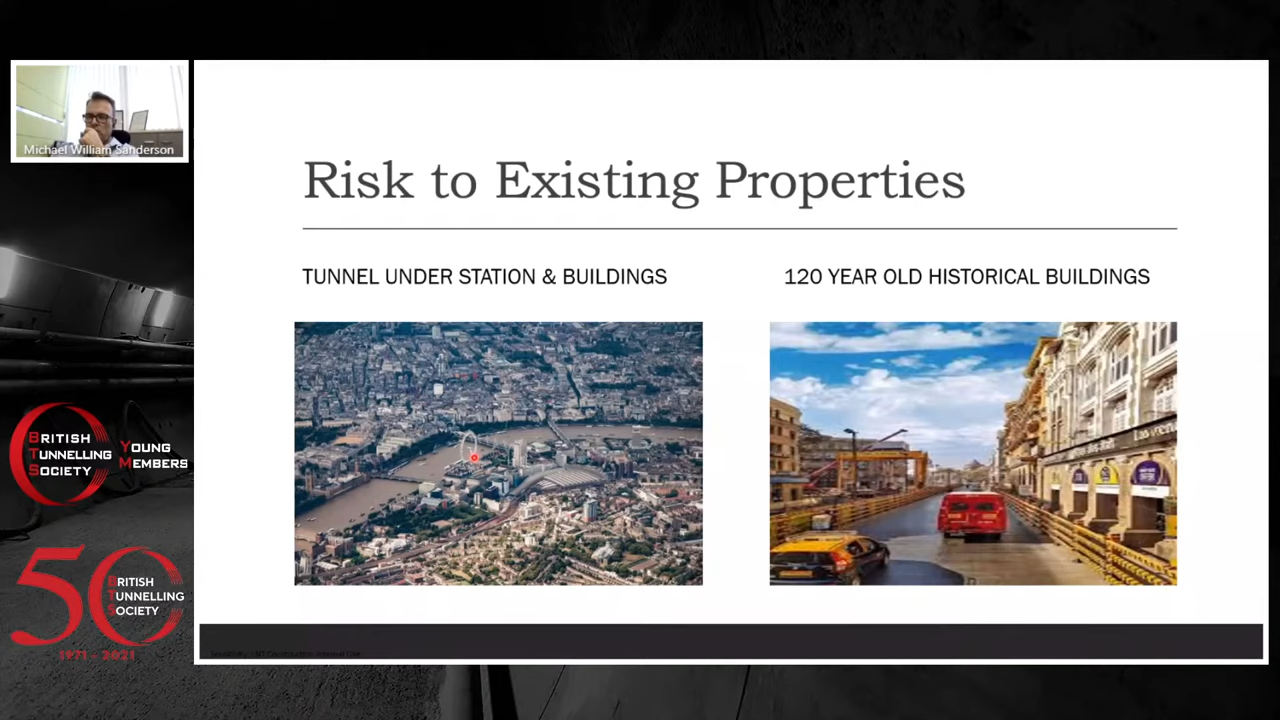 Michael William Sanderson
Risk to Existing Properties
TUNNEL UNDER STATION & BUILDINGS
120 YEAR OLD HISTORICAL BUILDINGS
BRITISH
TUNNELLING
SOCIETY
YOUNG
MEMBERS
50
BRITISH
TUNNELLING
SOCIETY
1971 - 2021